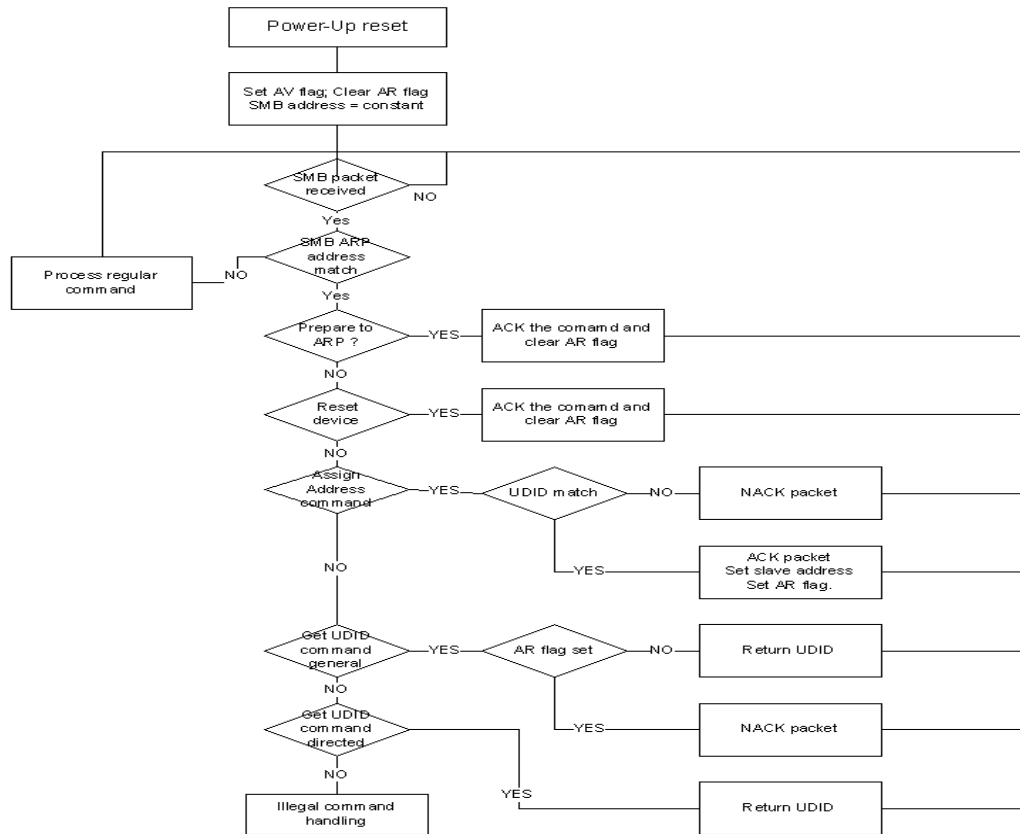 Power-Up reset
Set AV flag; Clear AR flag
SMB address = constant
SMB packet
received
NO
Yes
SMB ARP
address
match
NO
Process regular
command
Yes
Prepare to
ARP ?
YES
ACK the comamd and
clear AR flag
NO
Reset
device
YES
ACK the comamd and
clear AR flag
NO
Assign
Address
command
YES
UDID match
NO
NACK packet
YES
ACK packet
Set slave address
Set AR flag.
NO
Get UDID
command
general
YES
AR flag set
NO
Return UDID
NO
YES
NACK packet
Get UDID
command
directed
NO
YES
Return UDID
Illegal command
handling